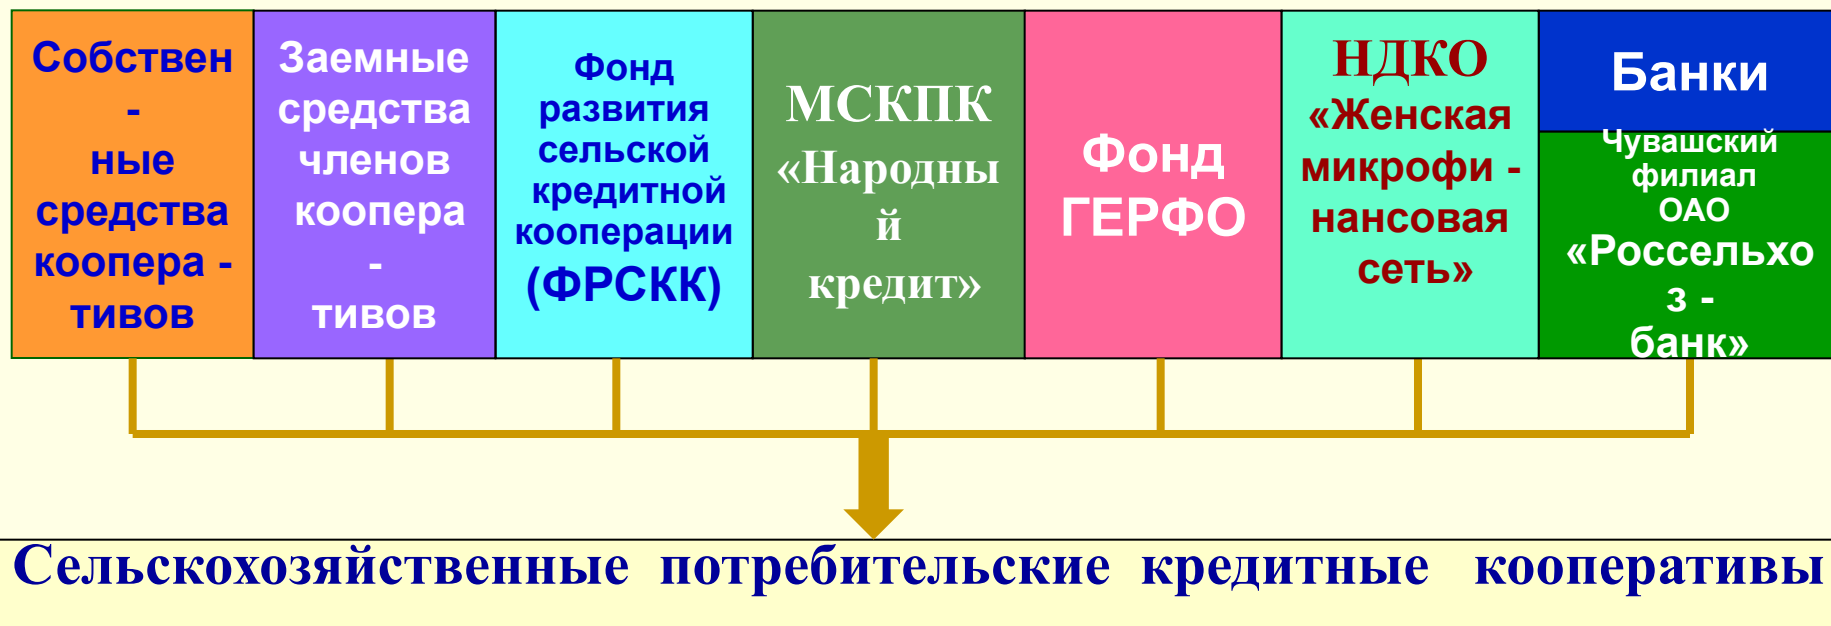 Собствен
-
ные
средства
коопера -
тивов
Заемные
средства
членов
коопера
-
тивов
Фонд
развития
сельской
кредитной
кооперации
(ФРСКК)
МСКПК
«Народны
й
кредит»
Фонд
ГЕРФО
НДКО
«Женская
микрофи -
нансовая
сеть»
Банки
Чувашский
филиал
ОАО
«Россельхо
з -
банк»
Сельскохозяйственные потребительские кредитные кооперативы